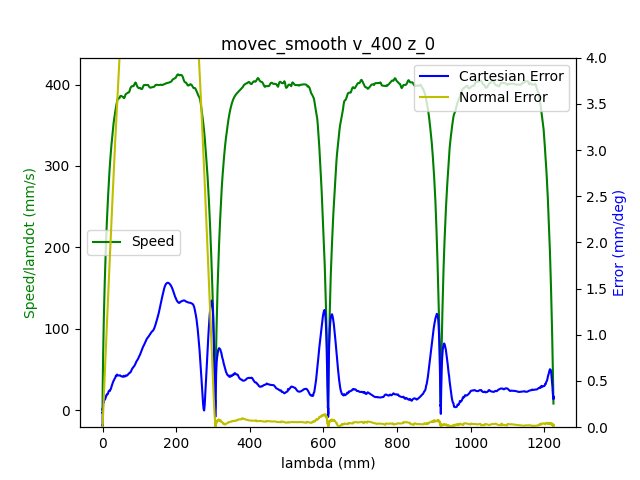 movec_smooth v_400 z_0
Cartesian Error
Normal Error
Speed
Speed/lamdot (mm/s)
400
300
200
100
0
4.0
3.5
3.0
2.5
2.0
1.5
1.0
0.5
0.0
Error (mm/deg)
0 200 400 600 800 1000 1200
lambda (mm)